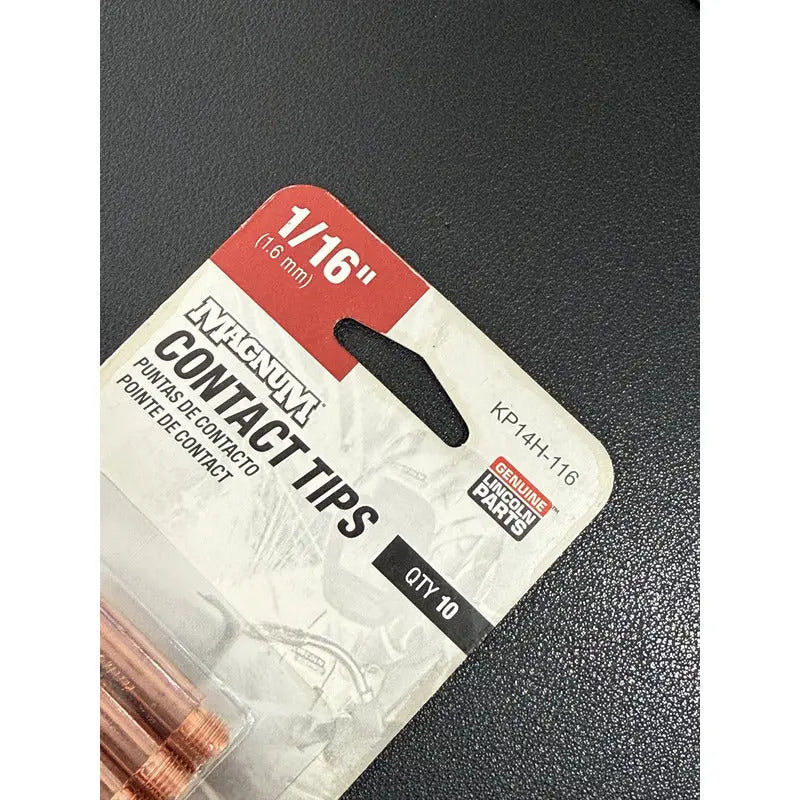 1/16"
(1.6 mm)
MAGNUM
CONTACT TIPS
PUNTAS DE CONTACTO
POINTE DE CONTACT
KP14H-116
GENUINE
LINCOLN
PARTS™
QTY 10